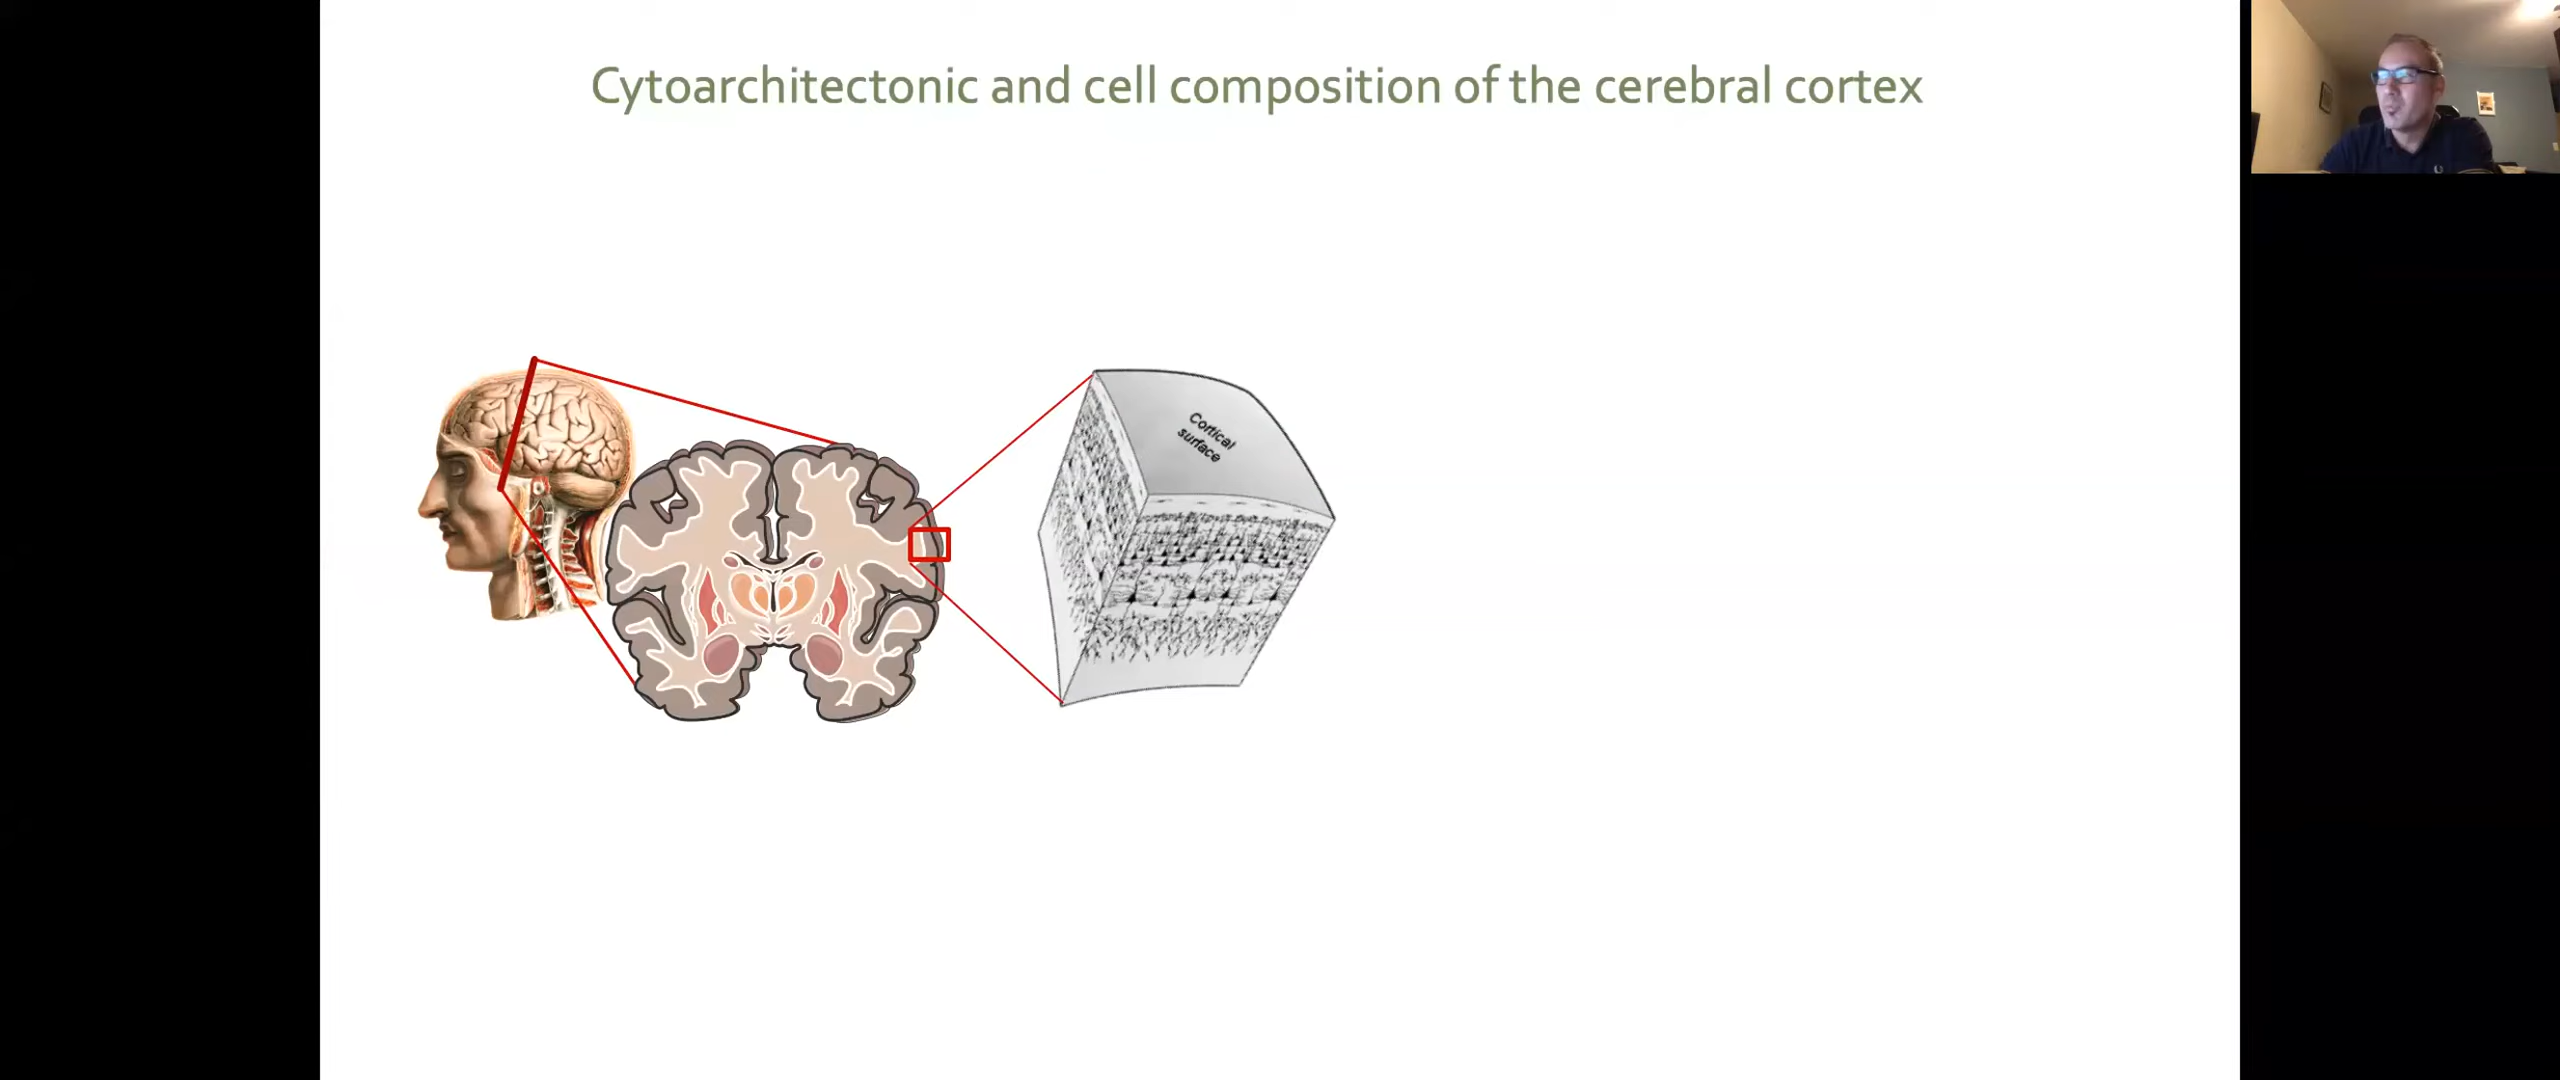 Cytoarchitectonic and cell composition of the cerebral cortex
Cortical
surface